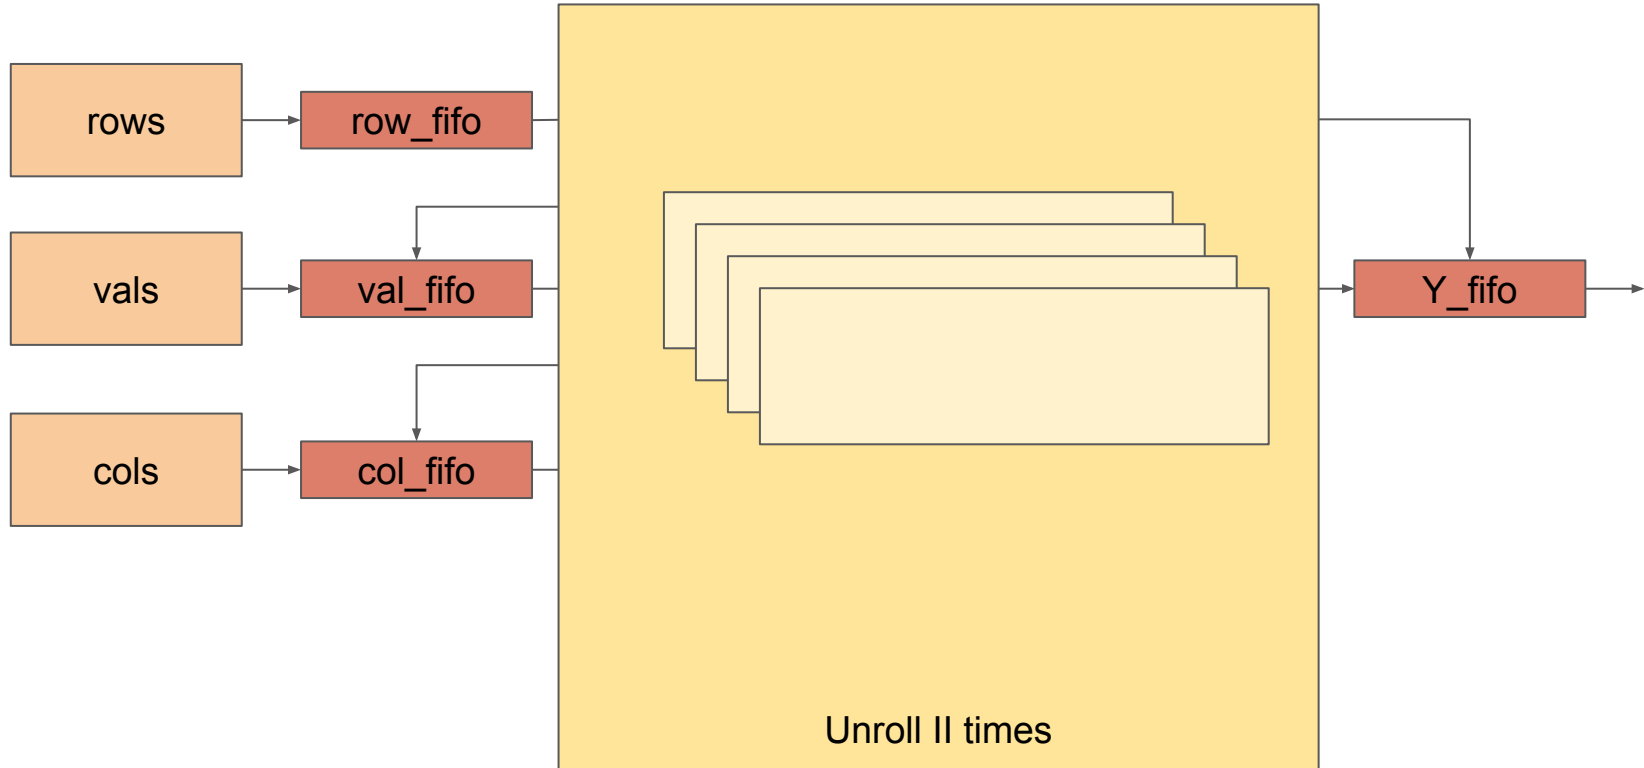 rows
row_fifo
vals
val_fifo
Y_fifo
cols
col_fifo
Unroll II times